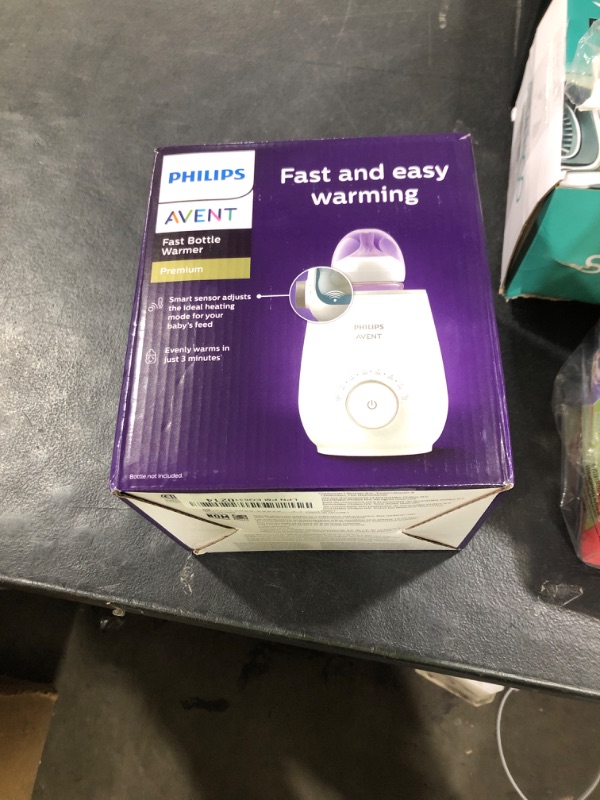 PHILIPS
AVENT
Fast Bottle
Warmer
Premium
Smart sensor adjusts
the ideal heating
mode for your
baby's feed
Evenly warms in
just 3 minutes*
Bottle not included
Fast and easy
warming
PHILIPS
AVENT